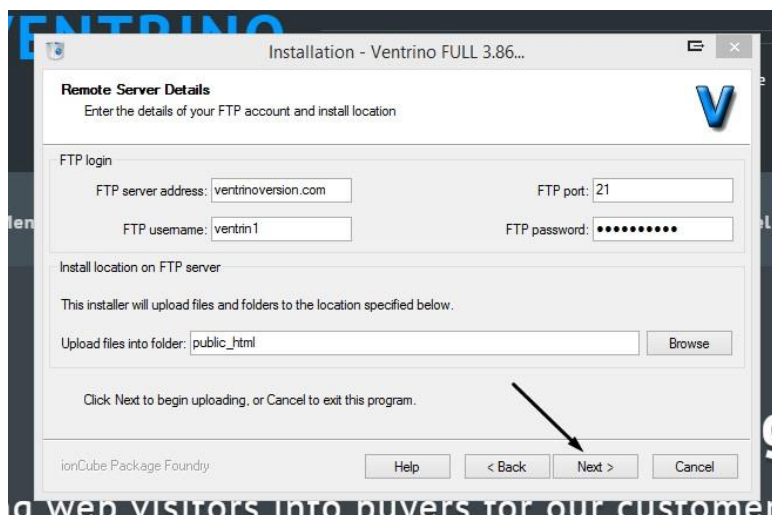 VENTRINO
Installation - Ventrino FULL 3.86...
Remote Server Details
Enter the details of your FTP account and install location
V
FTP login
FTP server address: ventrinoversion.com FTP port: 21
FTP username: ventrin1 FTP password: ●●●●●●●●●●
Install location on FTP server
This installer will upload files and folders to the location specified below.
Upload files into folder: public_html Browse
Click Next to begin uploading, or Cancel to exit this program.
ionCube Package Foundry Help < Back Next > Cancel
web visitors into buyers for our customer